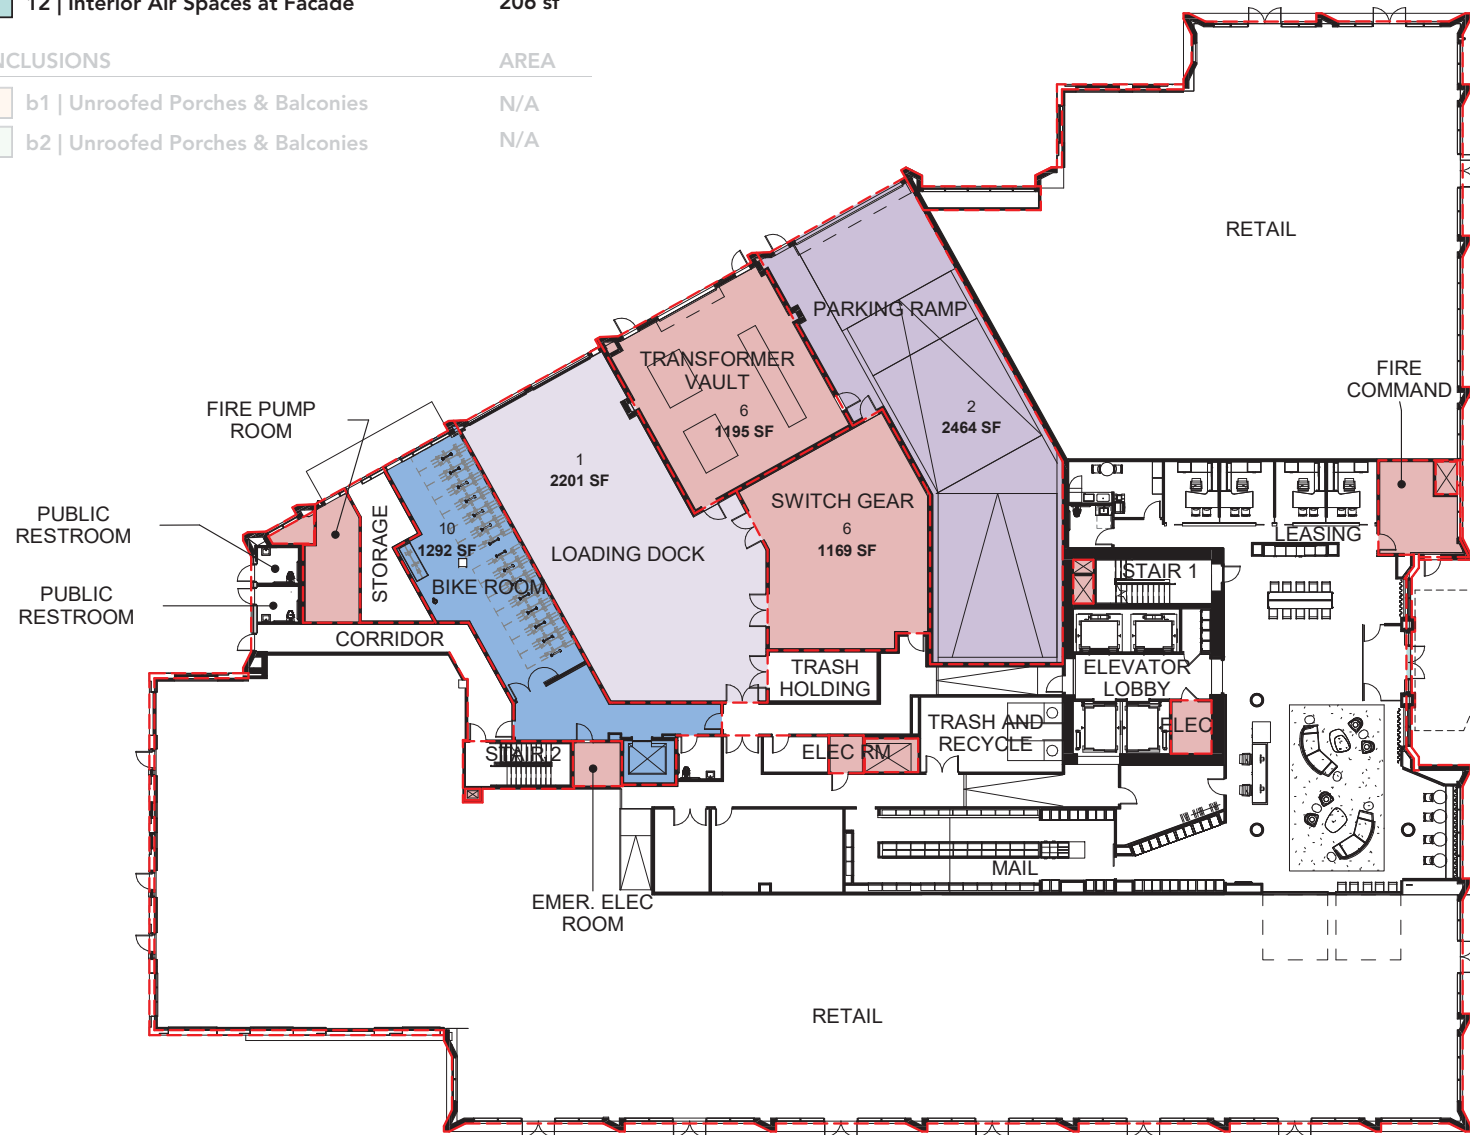 12 | Interior Air Spaces at Facade 206 sf
NCLUSIONS AREA
b1 | Unroofed Porches & Balconies N/A
b2 | Unroofed Porches & Balconies N/A
RETAIL
PARKING RAMP
TRANSFORMER
VAULT
6
1195 SF
2
2464 SF
FIRE
COMMAND
FIRE PUMP
ROOM
1
2201 SF
SWITCH GEAR
6
1169 SF
PUBLIC
RESTROOM
STORAGE
10
1292 SF
BIKE ROOM
LOADING DOCK
LEASING
STAIR 1
PUBLIC
RESTROOM
CORRIDOR
TRASH
HOLDING
ELEVATOR
LOBBY
TRASH AND
RECYCLE
ELEC
STAIR 2
ELEC RM
MAIL
EMER. ELEC
ROOM
RETAIL